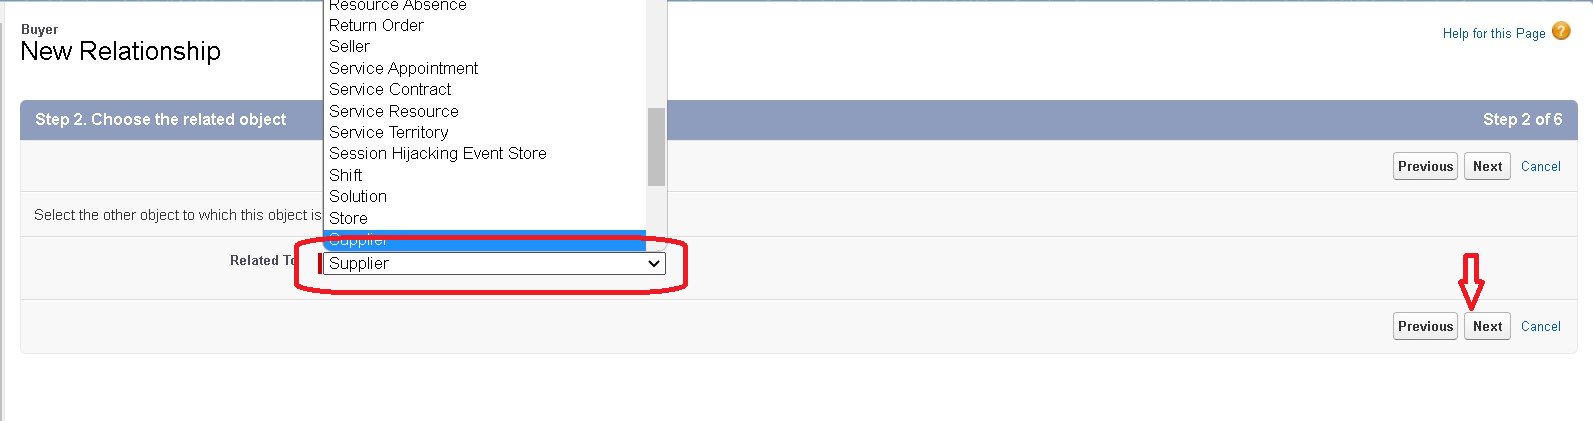 Resource Absence
Buyer
New Relationship
Return Order
Help for this Page ?
Seller
Service Appointment
Service Contract
Service Resource
Step 2. Choose the related object
Step 2 of 6
Service Territory
Session Hijacking Event Store
Previous Next Cancel
Shift
Solution
Select the other object to which this object is
Store
Supplier
Related To
Supplier
Previous Next Cancel